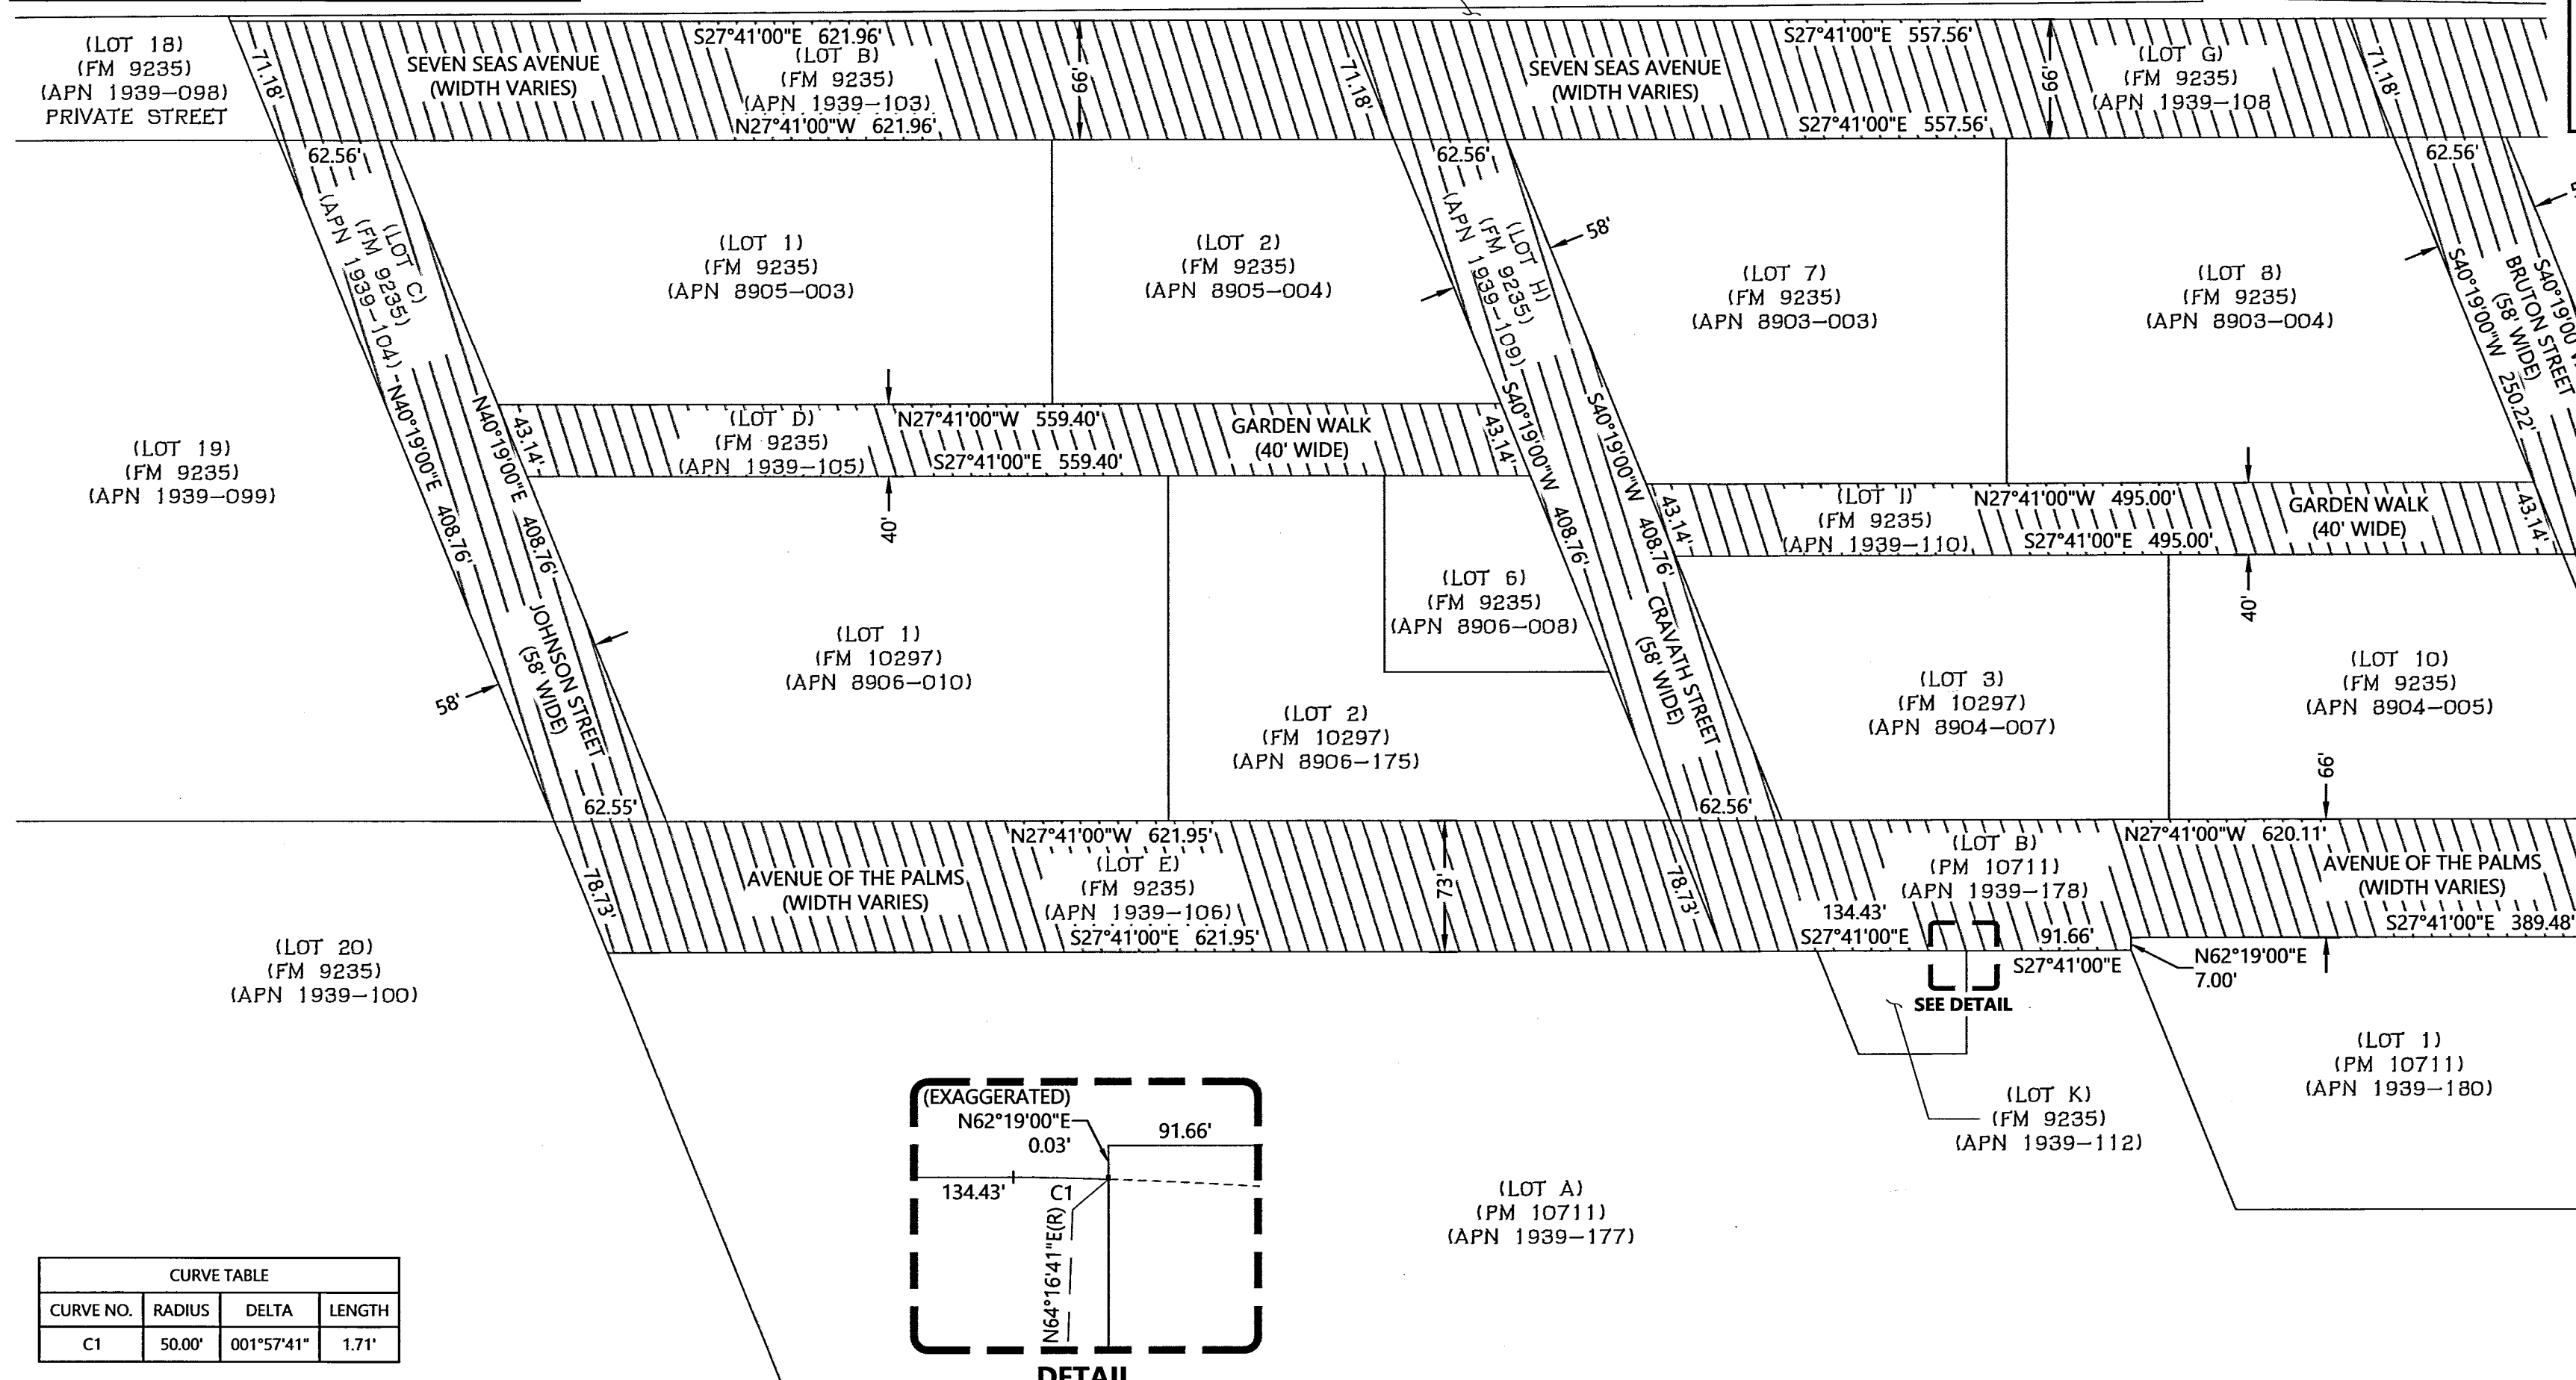 (LOT 18)
(FM 9235)
(APN 1939-098)
PRIVATE STREET
71.18'
SEVEN SEAS AVENUE
(WIDTH VARIES)
S27°41'00"E 621.96'
(LOT B)
(FM 9235)
(APN 1939-103)
N27°41'00"W 621.96'
66'
71.18'
SEVEN SEAS AVENUE
(WIDTH VARIES)
S27°41'00"E 557.56'
S27°41'00"E 557.56'
66'
(LOT G)
(FM 9235)
(APN 1939-108
71.18'
62.56'
(LOT C)
(FM 9235)
(APN 1939-104)
N40°19'00"E 408.76'
N40°19'00"E 408.76'
JOHNSON STREET
(58' WIDE)
58'
62.55'
(LOT 1)
(FM 9235)
(APN 8905-003)
(LOT 2)
(FM 9235)
(APN 8905-004)
62.56'
(LOT H)
(FM 9235)
(APN 1939-109)
58'
S40°19'00"W 408.76'
S40°19'00"W 408.76'
CRAVATH STREET
(58' WIDE)
62.56'
(LOT 7)
(FM 9235)
(APN 8903-003)
(LOT 8)
(FM 9235)
(APN 8903-004)
62.56'
S40°19'00"W 250.22'
BRUTON STREET
(58' WIDE)
S40°19'00"
(LOT 19)
(FM 9235)
(APN 1939-099)
43.14'
(LOT D)
(FM 9235)
(APN 1939-105)
N27°41'00"W 559.40'
S27°41'00"E 559.40'
GARDEN WALK
(40' WIDE)
43.14'
40'
43.14'
(LOT I)
(FM 9235)
(APN 1939-110)
N27°41'00"W 495.00'
S27°41'00"E 495.00'
GARDEN WALK
(40' WIDE)
43.14'
40'
(LOT 1)
(FM 10297)
(APN 8906-010)
(LOT 6)
(FM 9235)
(APN 8906-008)
(LOT 2)
(FM 10297)
(APN 8906-175)
(LOT 3)
(FM 10297)
(APN 8904-007)
(LOT 10)
(FM 9235)
(APN 8904-005)
66'
78.73'
AVENUE OF THE PALMS
(WIDTH VARIES)
N27°41'00"W 621.95'
(LOT E)
(FM 9235)
(APN 1939-106)
S27°41'00"E 621.95'
73'
78.73'
134.43'
S27°41'00"E
(LOT B)
(PM 10711)
(APN 1939-178)
91.66'
S27°41'00"E
N27°41'00"W 620.11'
AVENUE OF THE PALMS
(WIDTH VARIES)
S27°41'00"E 389.48'
N62°19'00"E
7.00'
SEE DETAIL
(LOT 20)
(FM 9235)
(APN 1939-100)
(LOT K)
(FM 9235)
(APN 1939-112)
(LOT 1)
(PM 10711)
(APN 1939-180)
(LOT A)
(PM 10711)
(APN 1939-177)
(EXAGGERATED)
N62°19'00"E
0.03'
91.66'
134.43'
C1
N64°16'41"E(R)
DETAIL
CURVE TABLE
CURVE NO. RADIUS DELTA LENGTH
C1 50.00' 001°57'41" 1.71'